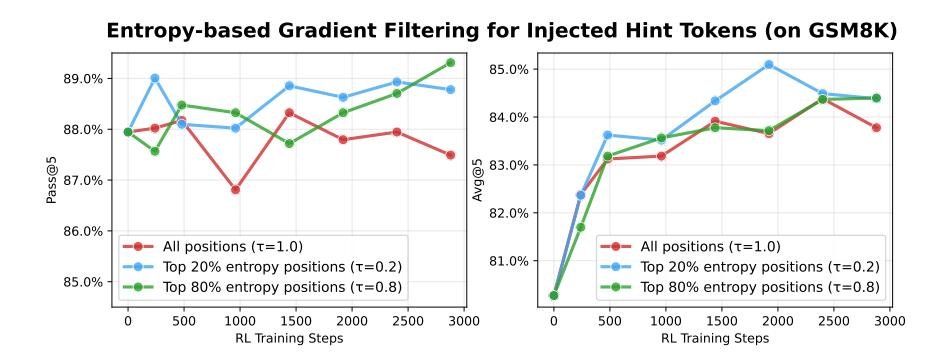 Entropy-based Gradient Filtering for Injected Hint Tokens (on GSM8K)
Pass@5
89.0%
88.0%
87.0%
86.0%
85.0%
All positions (τ=1.0)
Top 20% entropy positions (τ=0.2)
Top 80% entropy positions (τ=0.8)
0 500 1000 1500 2000 2500 3000
RL Training Steps
Avg@5
85.0%
84.0%
83.0%
82.0%
81.0%
All positions (τ=1.0)
Top 20% entropy positions (τ=0.2)
Top 80% entropy positions (τ=0.8)
0 500 1000 1500 2000 2500 3000
RL Training Steps